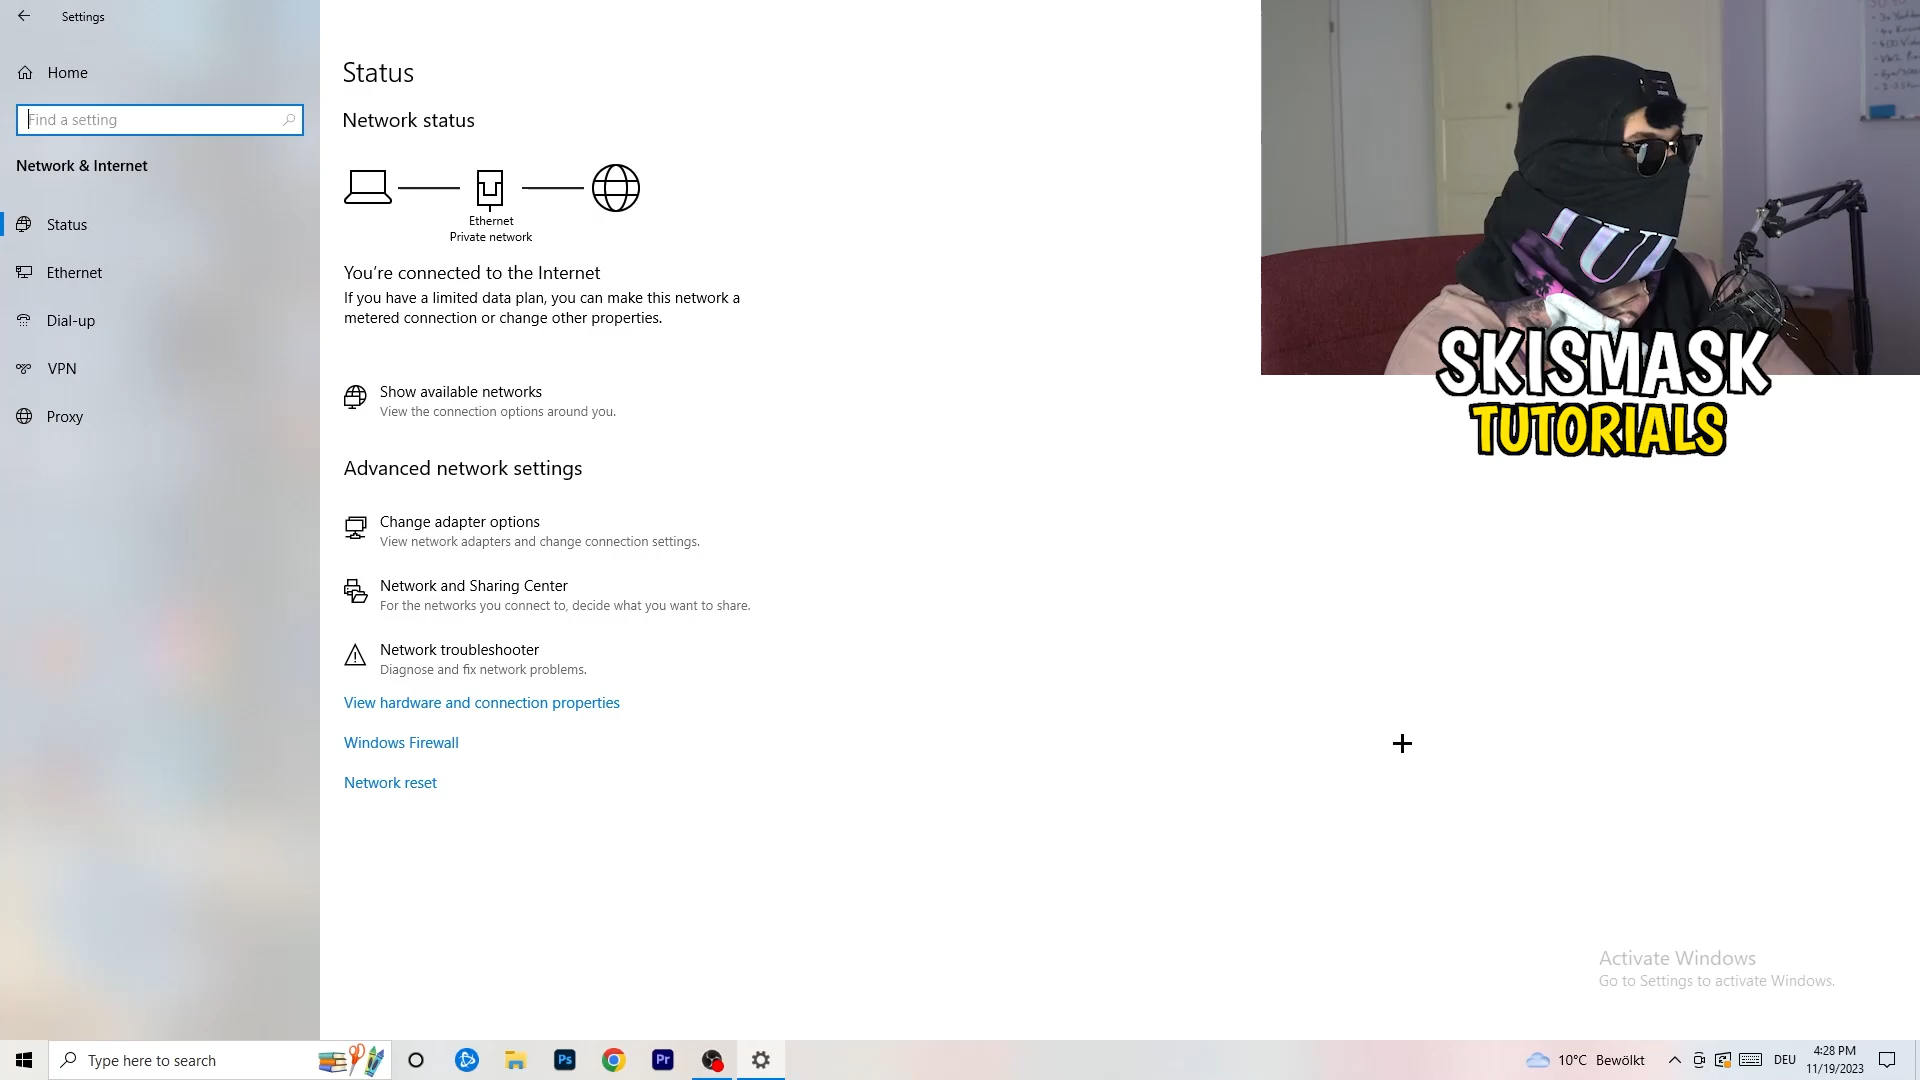 Settings
Home
Find a setting
Network & Internet
Status
Ethernet
Dial-up
VPN
Proxy
Status
Network status
Ethernet
Private network
You're connected to the Internet
If you have a limited data plan, you can make this network a
metered connection or change other properties.
Show available networks
View the connection options around you.
Advanced network settings
Change adapter options
View network adapters and change connection settings.
Network and Sharing Center
For the networks you connect to, decide what you want to share.
Network troubleshooter
Diagnose and fix network problems.
View hardware and connection properties
Windows Firewall
Network reset
SKISMASK
TUTORIALS
Activate Windows
Go to Settings to activate Windows.
Type here to search
Ps
Pr
10°C Bewölkt
DEU
4:28 PM
11/19/2023